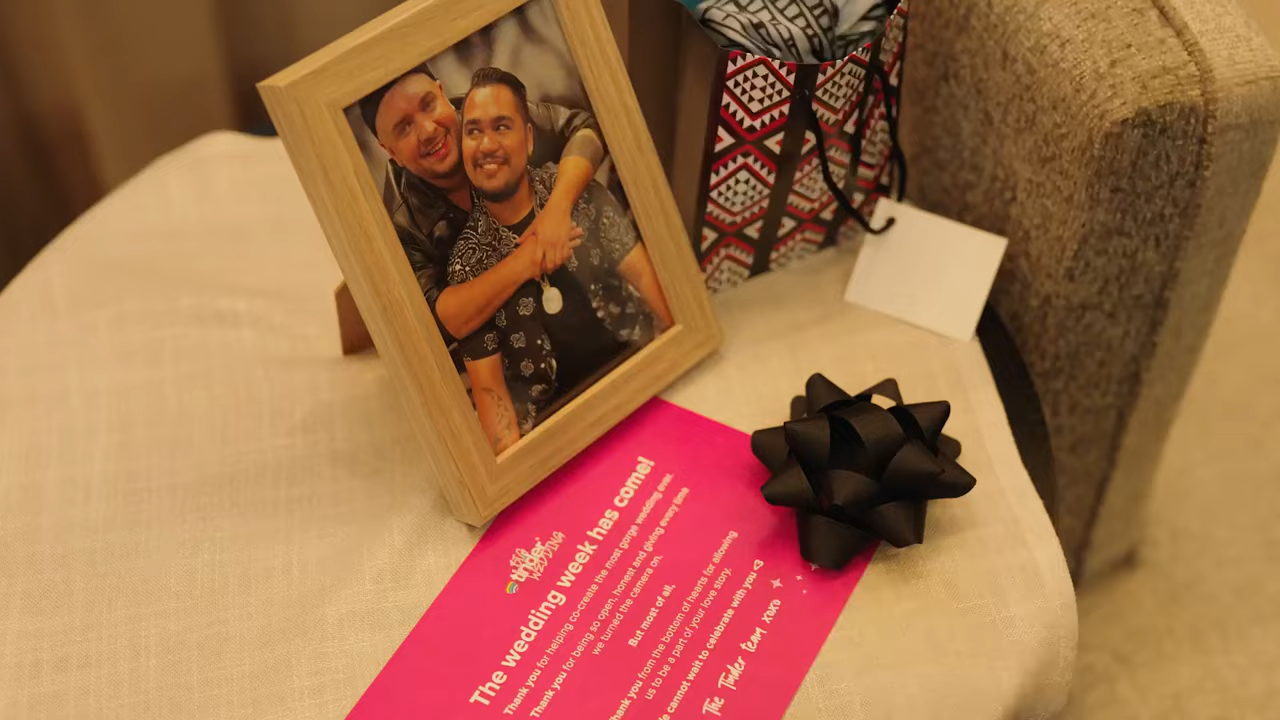 tinder
WEDDING
The wedding week has come!
Thank you for helping co-create the most gorge wedding ever.
Thank you for being so open, honest and giving every time
we turned the camera on.
But most of all,
thank you from the bottom of hearts for allowing
us to be a part of your love story.
We cannot wait to celebrate with you <3
The Tinder team xoxo